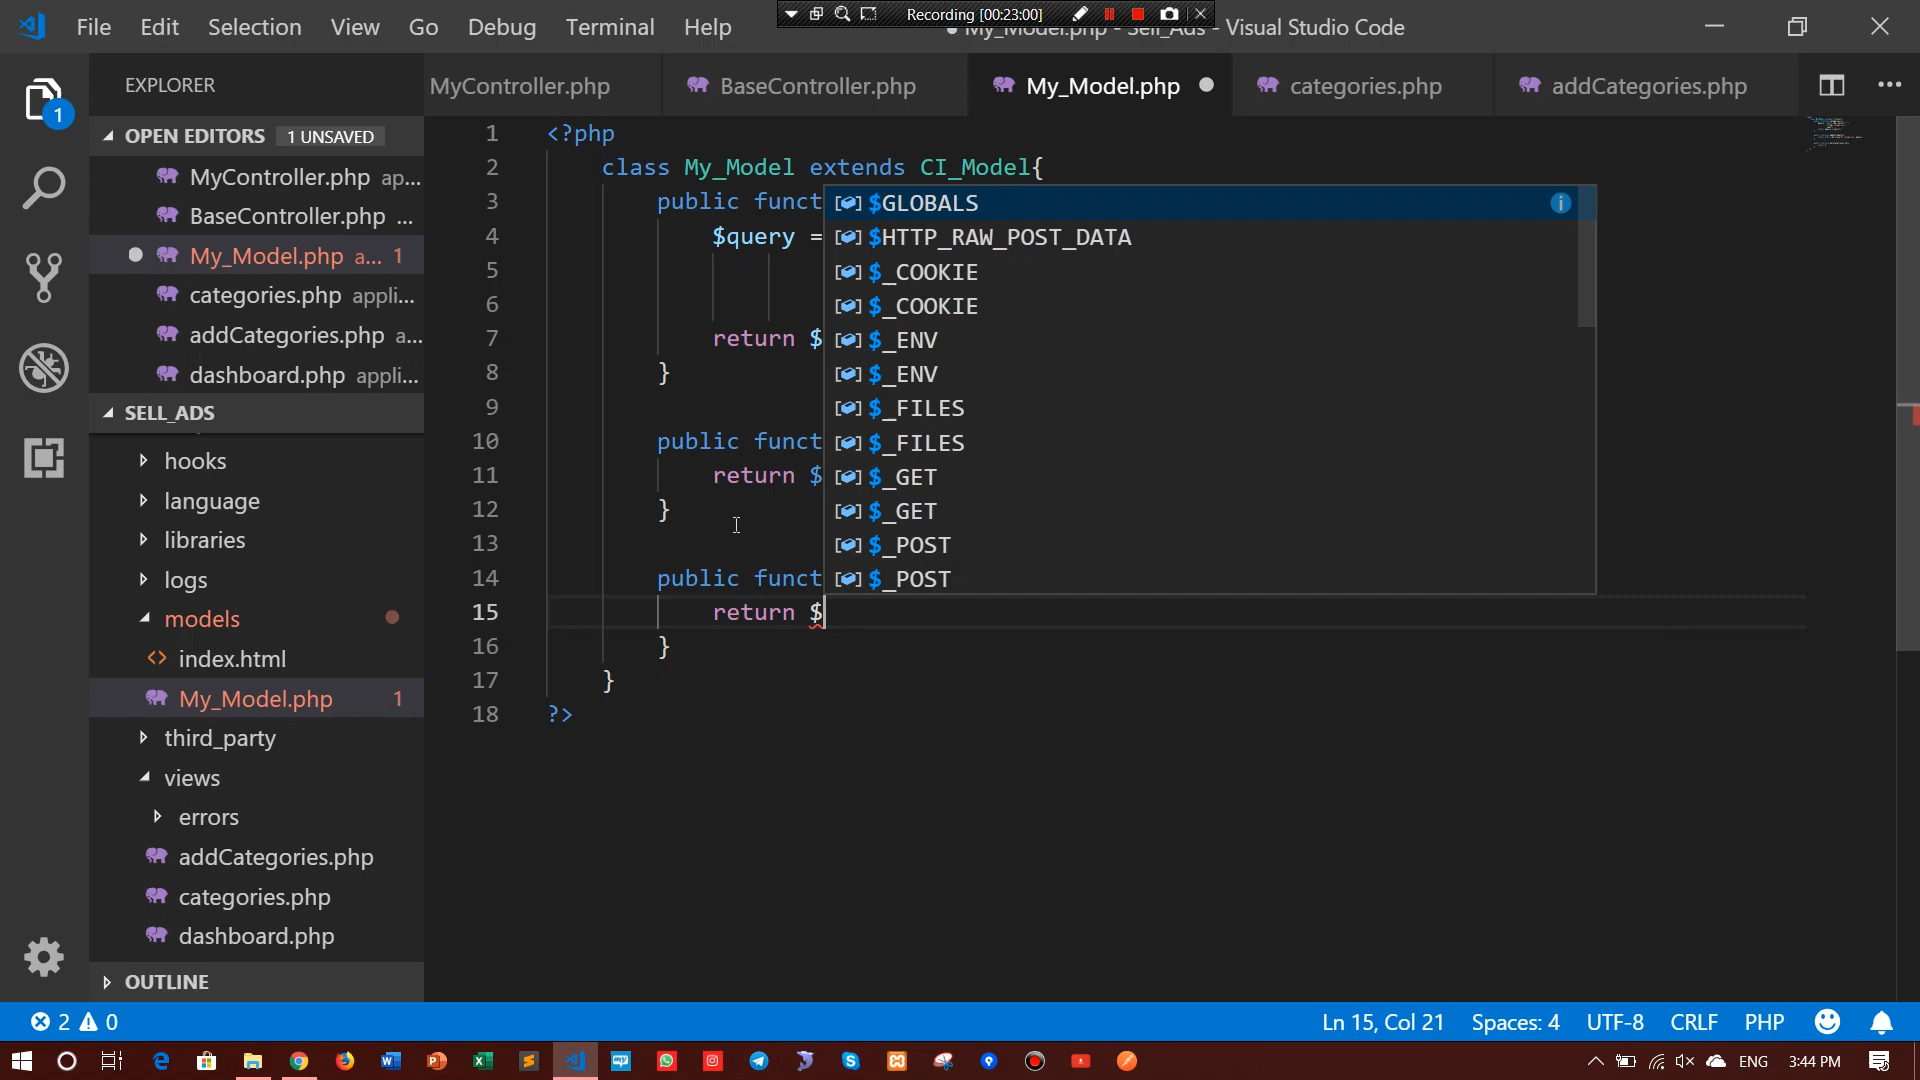 File Edit Selection View Go Debug Terminal Help
Recording [00:23:00]
My_Model.php - Sell_Ads - Visual Studio Code
EXPLORER
MyController.php BaseController.php My_Model.php categories.php addCategories.php
OPEN EDITORS 1 UNSAVED
MyController.php ap...
BaseController.php ...
My_Model.php a... 1
categories.php appli...
addCategories.php a...
dashboard.php appli...
SELL_ADS
hooks
language
libraries
logs
models
index.html
My_Model.php 1
third_party
views
errors
addCategories.php
categories.php
dashboard.php
OUTLINE
1 <?php
2 class My_Model extends CI_Model{
3 public funct
4 $query =
5
6
7 return $
8 }
9
10 public funct
11 return $
12 }
13
14 public funct
15 return $
16 }
17 }
18 ?>
$GLOBALS
$HTTP_RAW_POST_DATA
$_COOKIE
$_COOKIE
$_ENV
$_ENV
$_FILES
$_FILES
$_GET
$_GET
$_POST
$_POST
1
2 0 Ln 15, Col 21 Spaces: 4 UTF-8 CRLF PHP
ENG 3:44 PM